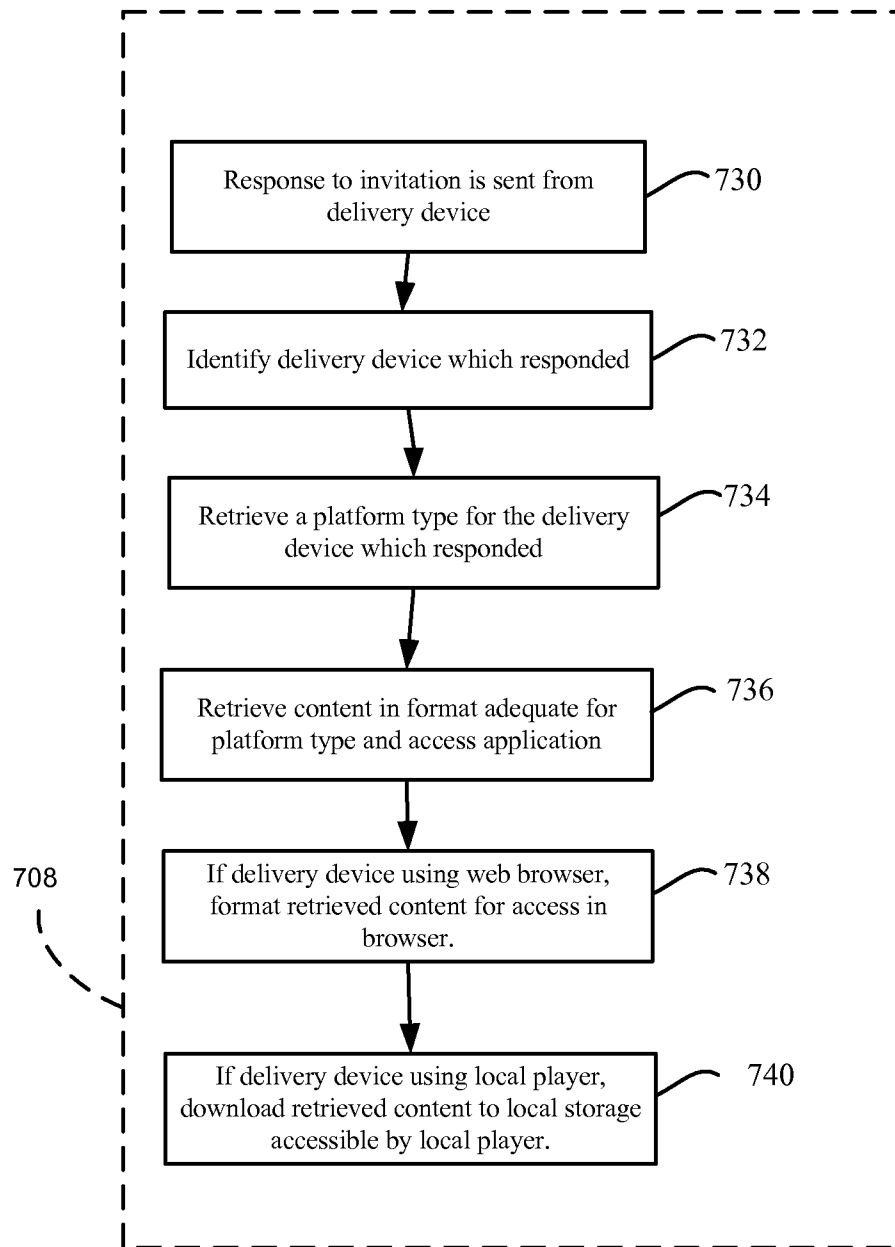 Response to invitation is sent from
delivery device
730
Identify delivery device which responded
732
Retrieve a platform type for the delivery
device which responded
734
Retrieve content in format adequate for
platform type and access application
736
If delivery device using web browser,
format retrieved content for access in
browser.
738
708
If delivery device using local player,
download retrieved content to local storage
accessible by local player.
740